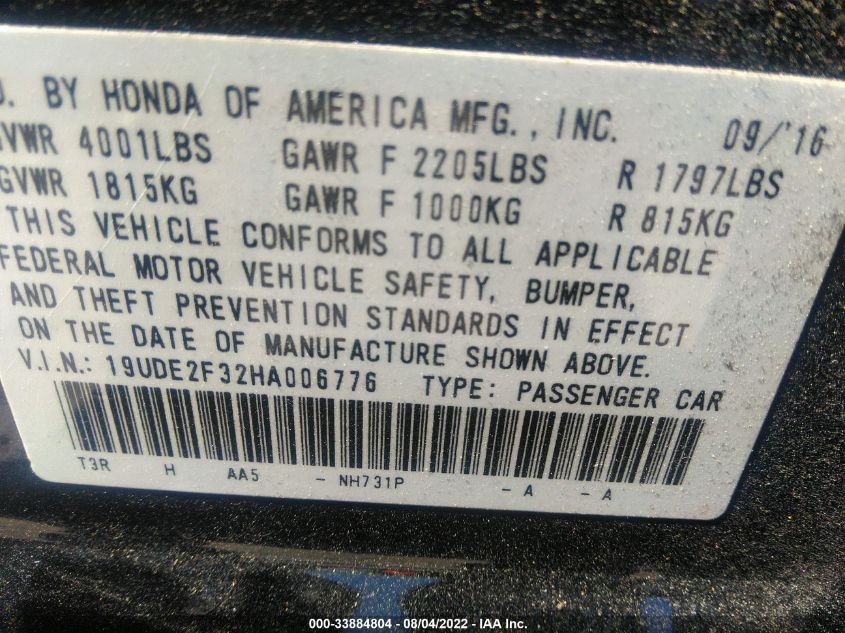 BY HONDA OF AMERICA MFG., INC. 09/'16
GVWR 4001LBS GAWR F 2205LBS R 1797LBS
GVWR 1815KG GAWR F 1000KG R 815KG
THIS VEHICLE CONFORMS TO ALL APPLICABLE
FEDERAL MOTOR VEHICLE SAFETY, BUMPER,
AND THEFT PREVENTION STANDARDS IN EFFECT
ON THE DATE OF MANUFACTURE SHOWN ABOVE.
V.I.N.: 19UDE2F32HA006776 TYPE: PASSENGER CAR
T3R H AA5 - NH731P - A - A
000-33884804 - 08/04/2022 - IAA Inc.